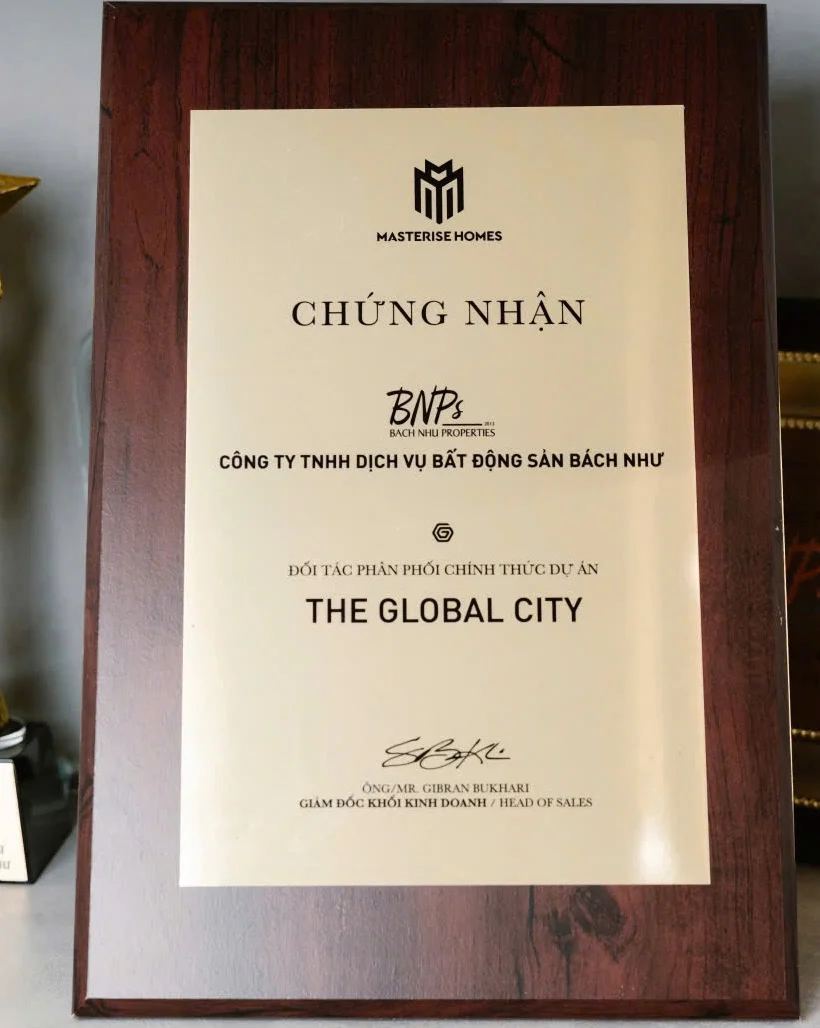 MASTERISE HOMES
CHỨNG NHẬN
BNPs
2013
BACH NHU PROPERTIES
CÔNG TY TNHH DỊCH VỤ BẤT ĐỘNG SẢN BÁCH NHƯ
ĐỐI TÁC PHÂN PHỐI CHÍNH THỨC DỰ ÁN
THE GLOBAL CITY
ÔNG/MR. GIBRAN BUKHARI
GIÁM ĐỐC KHỐI KINH DOANH / HEAD OF SALES